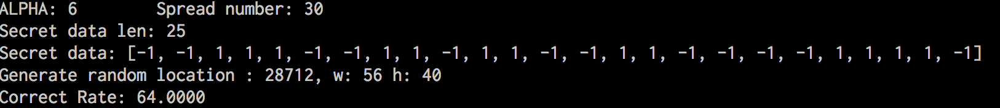 ALPHA: 6 Spread number: 30
Secret data len: 25
Secret data: [-1, -1, 1, 1, 1, -1, -1, 1, 1, -1, 1, 1, -1, -1, 1, 1, -1, -1, -1, -1, 1, 1, 1, 1, -1]
Generate random location : 28712, w: 56 h: 40
Correct Rate: 64.0000